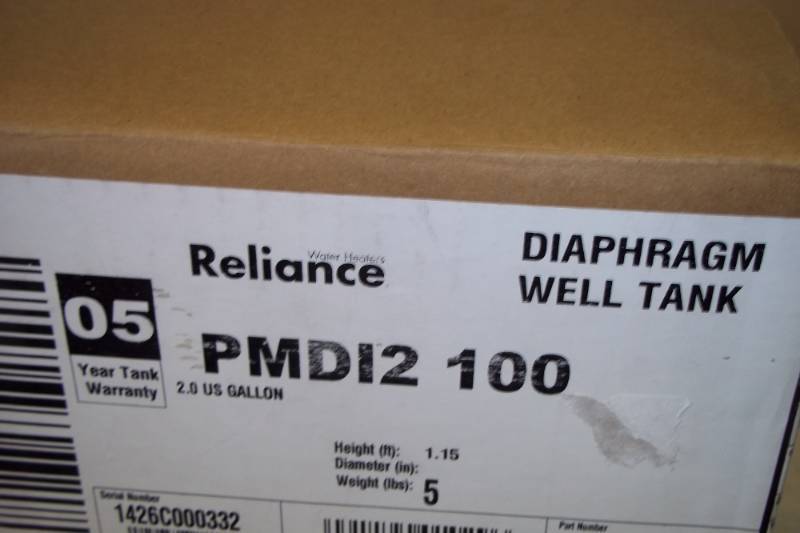 Water Heaters
Reliance
DIAPHRAGM
WELL TANK
05
Year Tank
Warranty
PMDI2 100
2.0 US GALLON
Height (ft): 1.15
Diameter (in):
Weight (lbs): 5
Serial Number
1426C000332
Part Number